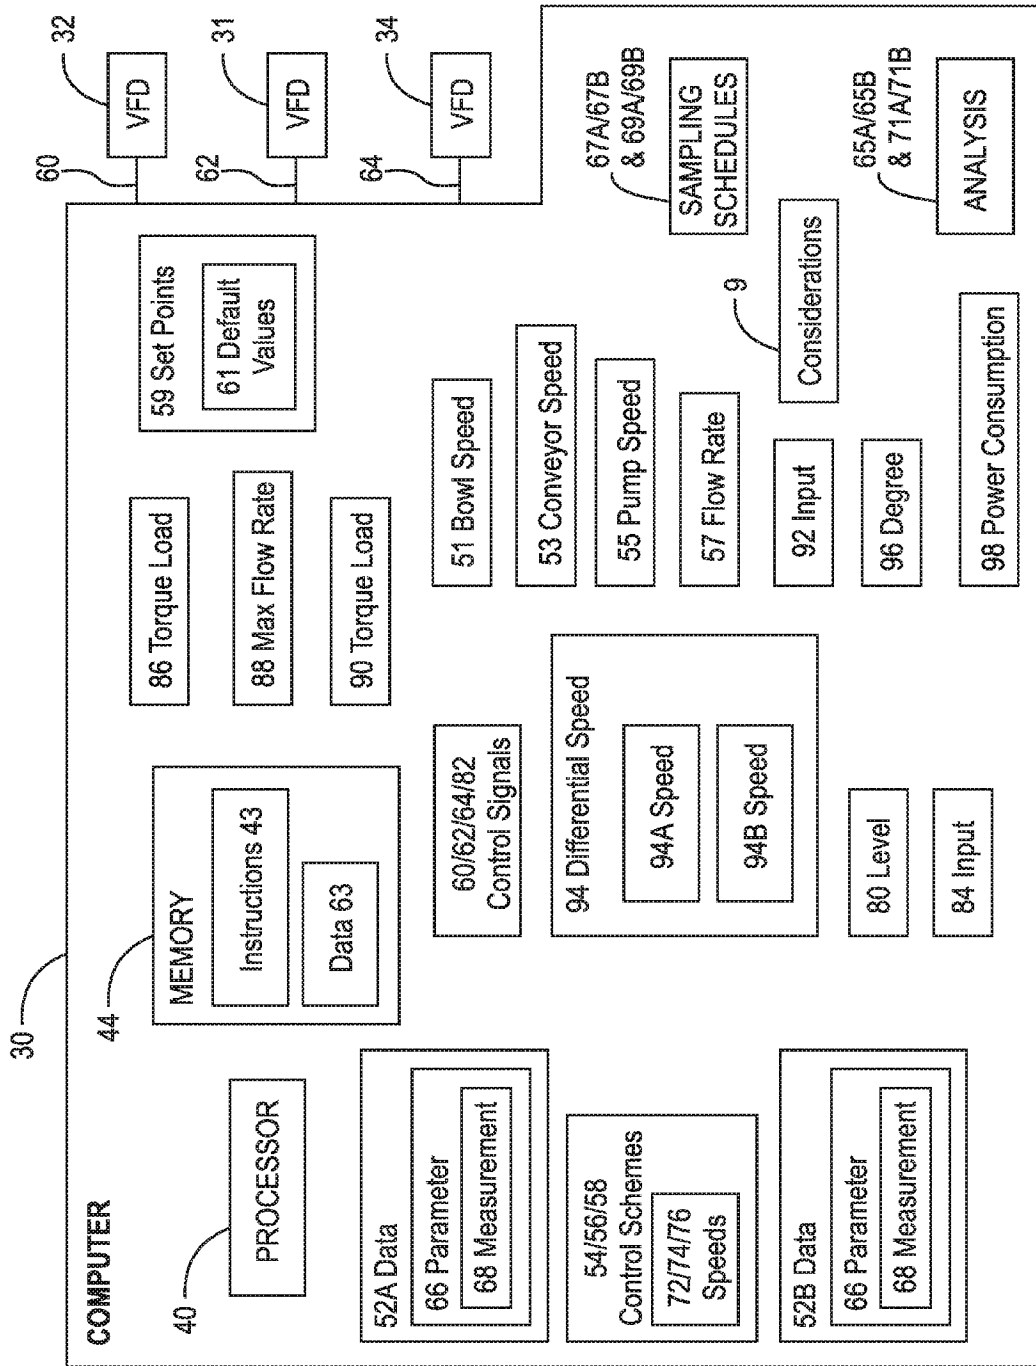 30
COMPUTER
40
PROCESSOR
44
MEMORY
Instructions 43
Data 63
86 Torque Load
88 Max Flow Rate
90 Torque Load
59 Set Points
61 Default
Values
60
VFD
32
62
VFD
31
64
VFD
34
52A Data
66 Parameter
68 Measurement
54/56/58
Control Schemes
72/74/76
Speeds
52B Data
66 Parameter
68 Measurement
60/62/64/82
Control Signals
94 Differential Speed
94A Speed
94B Speed
80 Level
84 Input
51 Bowl Speed
53 Conveyor Speed
55 Pump Speed
57 Flow Rate
92 Input
96 Degree
98 Power Consumption
9
Considerations
67A/67B
& 69A/69B
SAMPLING
SCHEDULES
65A/65B
& 71A/71B
ANALYSIS